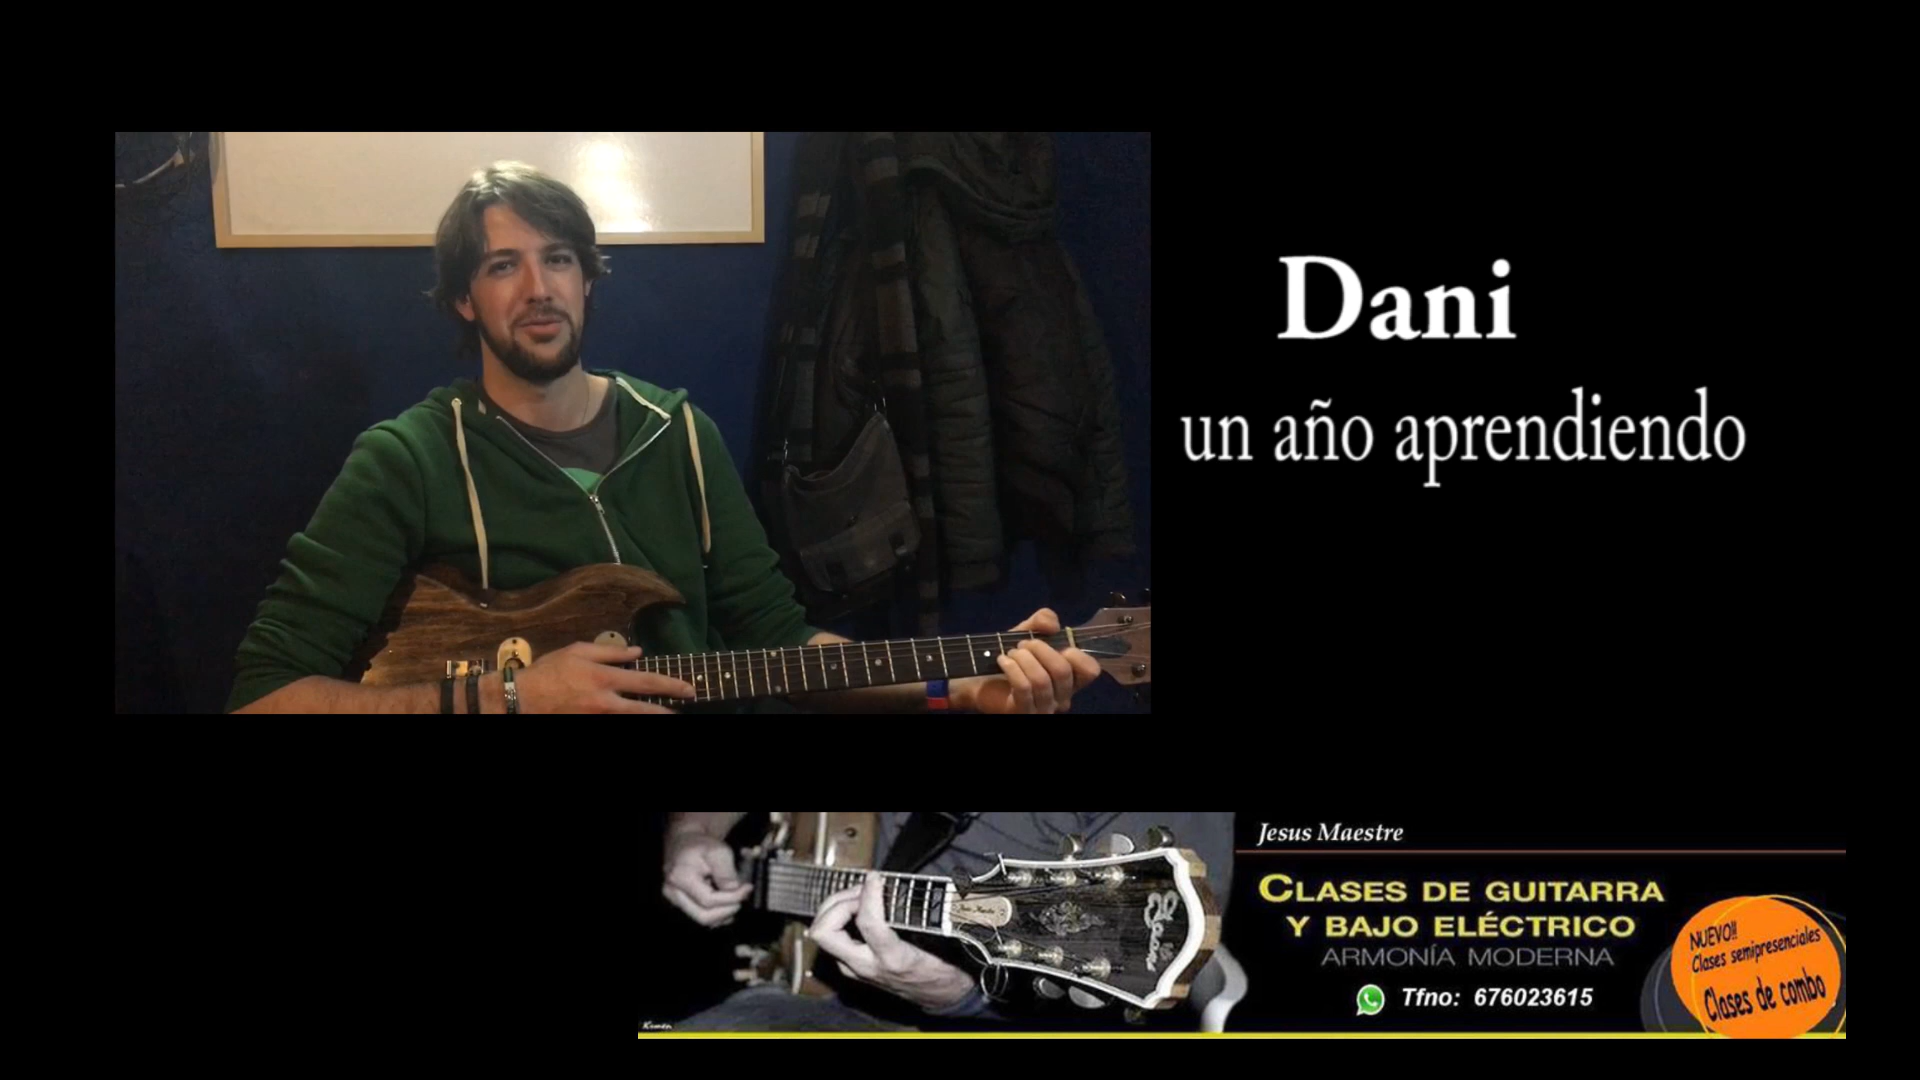 Dani
un año aprendiendo
Jesus Maestre
CLASES DE GUITARRA
Y BAJO ELÉCTRICO
ARMONÍA MODERNA
Tfno: 676023615
NUEVO!!
Clases semipresenciales
Clases de combo